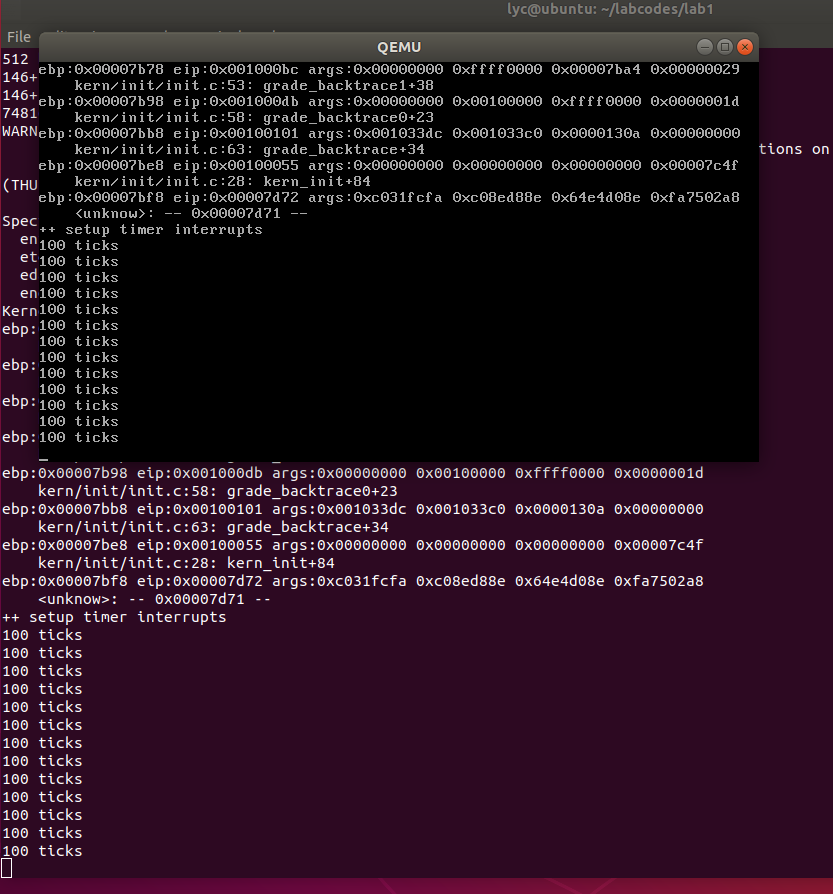 lyc@ubuntu: ~/labcodes/lab1
File
QEMU
ebp:0x00007b78 eip:0x001000bc args:0x00000000 0xffff0000 0x00007ba4 0x00000029
kern/init/init.c:53: grade_backtrace1+38
ebp:0x00007b98 eip:0x001000db args:0x00000000 0x00100000 0xffff0000 0x0000001d
kern/init/init.c:58: grade_backtrace0+23
ebp:0x00007bb8 eip:0x00100101 args:0x001033dc 0x001033c0 0x0000130a 0x00000000
kern/init/init.c:63: grade_backtrace+34
ebp:0x00007be8 eip:0x00100055 args:0x00000000 0x00000000 0x00000000 0x00007c4f
kern/init/init.c:28: kern_init+84
ebp:0x00007bf8 eip:0x00007d72 args:0xc031fcfa 0xc08ed88e 0x64e4d08e 0xfa7502a8
<unknow>: -- 0x00007d71 --
++ setup timer interrupts
100 ticks
100 ticks
100 ticks
100 ticks
100 ticks
100 ticks
100 ticks
100 ticks
100 ticks
100 ticks
100 ticks
100 ticks
100 ticks
512
146+
146+
7481
WARN
tions on
(THU
Spec
en
et
ed
en
Kern
ebp:
ebp:
ebp:
ebp:
ebp:0x00007b98 eip:0x001000db args:0x00000000 0x00100000 0xffff0000 0x0000001d
kern/init/init.c:58: grade_backtrace0+23
ebp:0x00007bb8 eip:0x00100101 args:0x001033dc 0x001033c0 0x0000130a 0x00000000
kern/init/init.c:63: grade_backtrace+34
ebp:0x00007be8 eip:0x00100055 args:0x00000000 0x00000000 0x00000000 0x00007c4f
kern/init/init.c:28: kern_init+84
ebp:0x00007bf8 eip:0x00007d72 args:0xc031fcfa 0xc08ed88e 0x64e4d08e 0xfa7502a8
<unknow>: -- 0x00007d71 --
++ setup timer interrupts
100 ticks
100 ticks
100 ticks
100 ticks
100 ticks
100 ticks
100 ticks
100 ticks
100 ticks
100 ticks
100 ticks
100 ticks
100 ticks